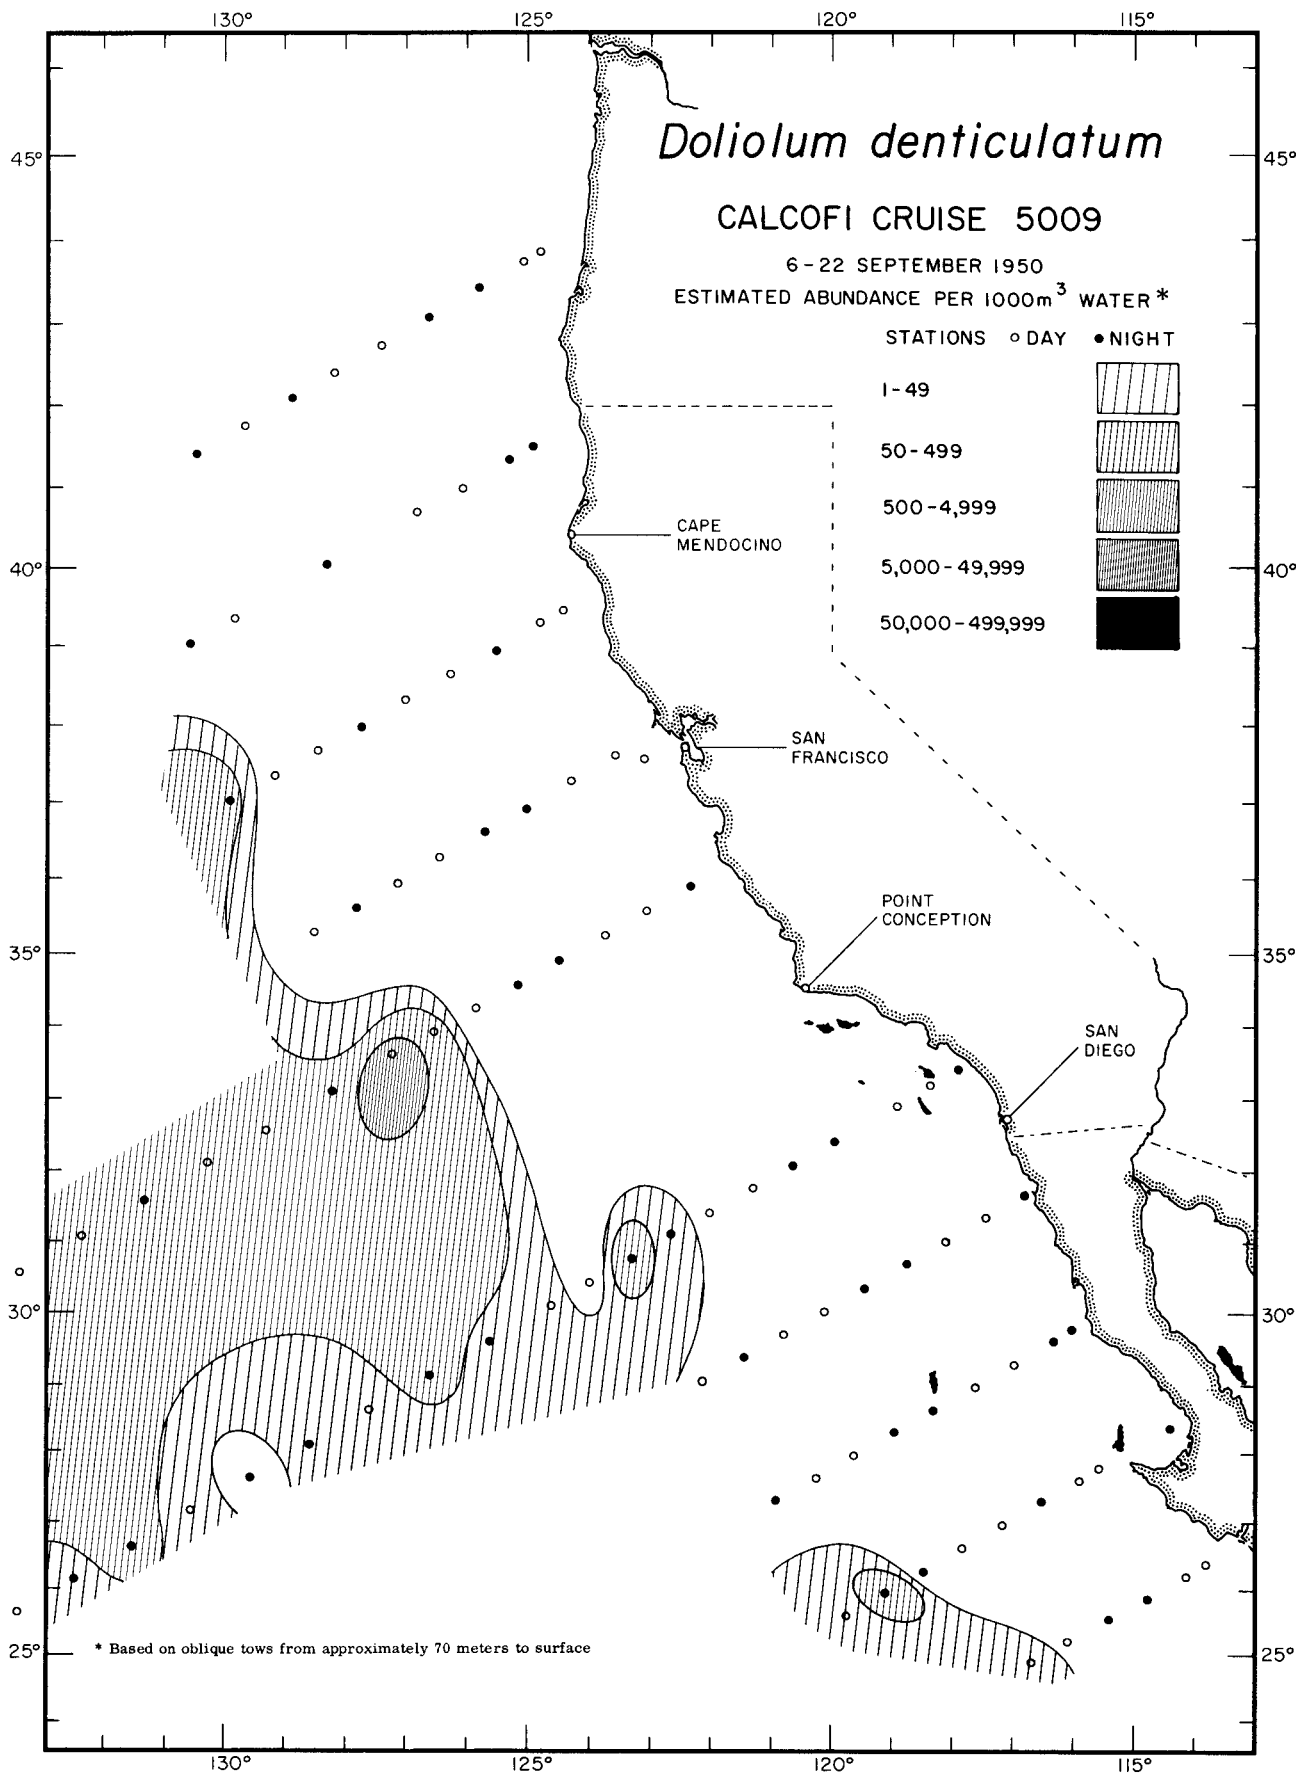 130° 125° 120° 115°
Doliolum denticulatum
45° 45°
CALCOFI CRUISE 5009
6-22 SEPTEMBER 1950
ESTIMATED ABUNDANCE PER 1000m³ WATER*
STATIONS ○ DAY ● NIGHT
1-49
50-499
500-4,999
CAPE
MENDOCINO
5,000-49,999
40° 40°
50,000-499,999
SAN
FRANCISCO
POINT
CONCEPTION
35° 35°
SAN
DIEGO
30° 30°
* Based on oblique tows from approximately 70 meters to surface
25° 25°
130° 125° 120° 115°